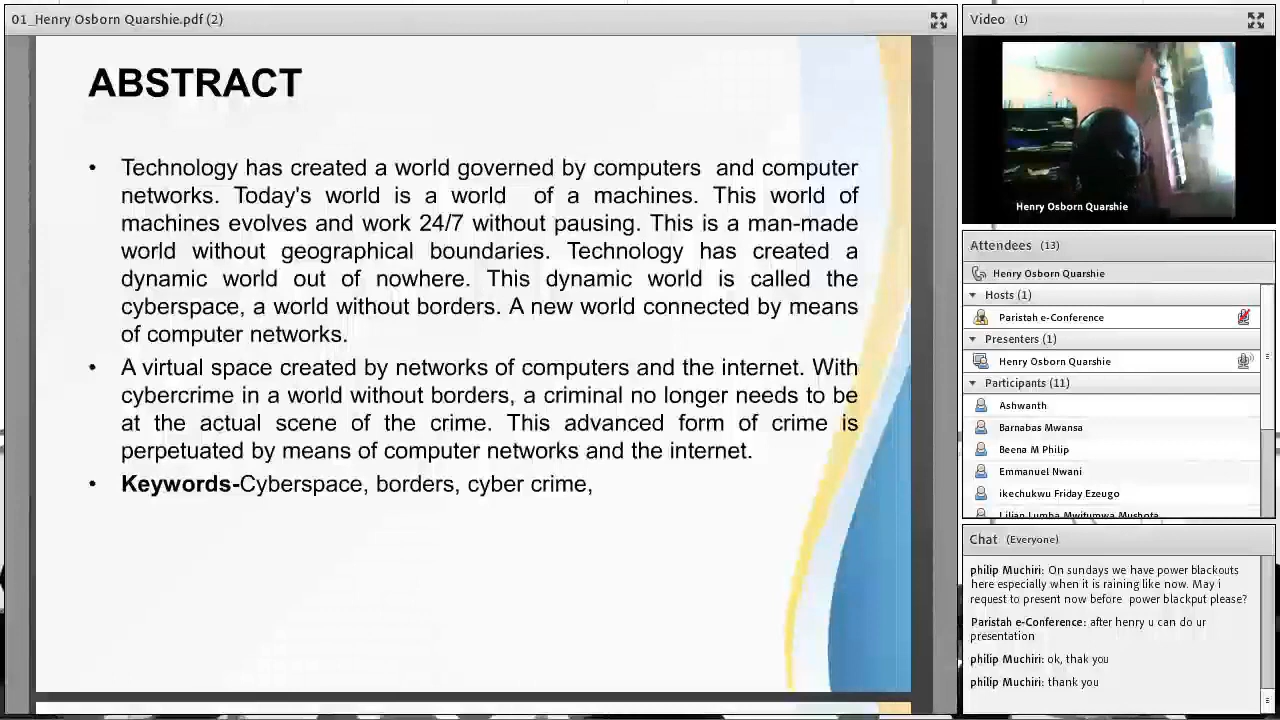 01_Henry Osborn Quarshie.pdf (2)
ABSTRACT
• Technology has created a world governed by computers and computer
networks. Today's world is a world of a machines. This world of
machines evolves and work 24/7 without pausing. This is a man-made
world without geographical boundaries. Technology has created a
dynamic world out of nowhere. This dynamic world is called the
cyberspace, a world without borders. A new world connected by means
of computer networks.
• A virtual space created by networks of computers and the internet. With
cybercrime in a world without borders, a criminal no longer needs to be
at the actual scene of the crime. This advanced form of crime is
perpetuated by means of computer networks and the internet.
• Keywords-Cyberspace, borders, cyber crime,
Video (1)
Henry Osborn Quarshie
Attendees (13)
Henry Osborn Quarshie
Hosts (1)
Paristah e-Conference
Presenters (1)
Henry Osborn Quarshie
Participants (11)
Ashwanth
Barnabas Mwansa
Beena M Philip
Emmanuel Nwani
ikechukwu Friday Ezeugo
Lilian Lumba Mwitumwa Mushota
Chat (Everyone)
philip Muchiri: On sundays we have power blackouts
here especially when it is raining like now. May i
request to present now before power blackput please?
Paristah e-Conference: after henry u can do ur
presentation
philip Muchiri: ok, thak you
philip Muchiri: thank you